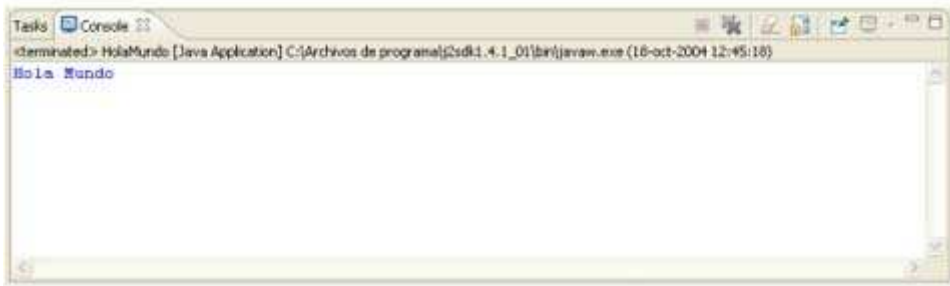 Tasks Console
<terminated> HolaMundo [Java Application] C:\Archivos de programa\j2sdk1.4.1_01\bin\javaw.exe (18-oct-2004 12:45:18)
Hola Mundo